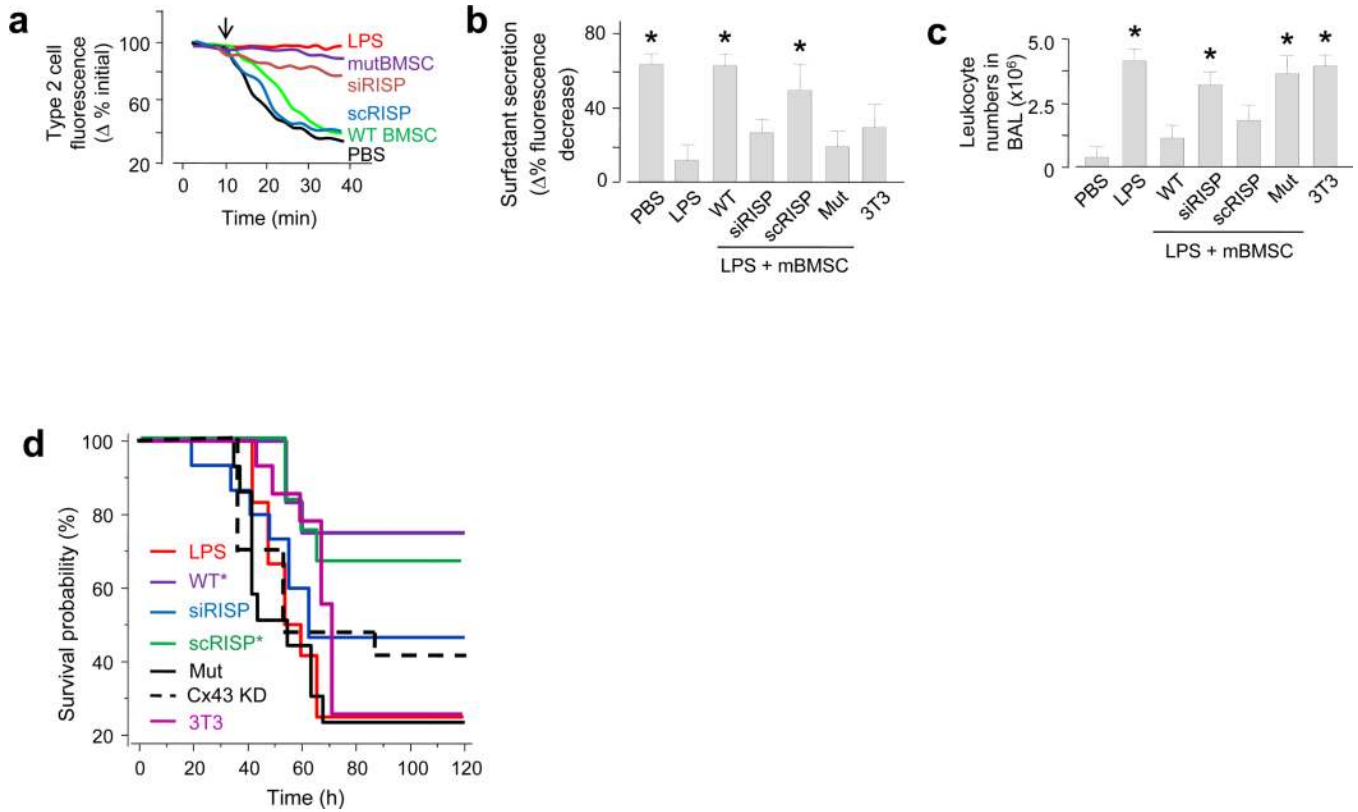 a
Type 2 cell
fluorescence
(Δ % initial)
100
60
20
LPS
mutBMSC
siRISP
scRISP
WT BMSC
PBS
0 10 20 30 40
Time (min)
b
Surfactant secretion
(Δ% fluorescence
decrease)
80
40
0
* * *
PBS LPS WT siRISP scRISP Mut 3T3
LPS + mBMSC
c
Leukocyte
numbers in
BAL (x10⁶)
5.0
2.5
0
* * * *
PBS LPS WT siRISP scRISP Mut 3T3
LPS + mBMSC
d
Survival probability (%)
100
80
60
40
20
LPS
WT*
siRISP
scRISP*
Mut
Cx43 KD
3T3
0 20 40 60 80 100 120
Time (h)